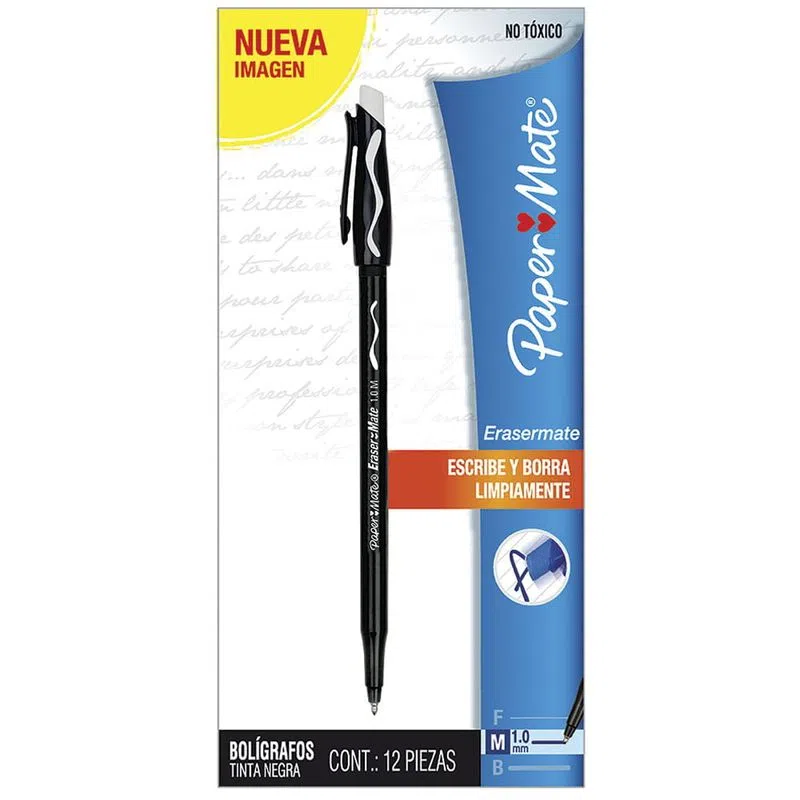 NUEVA
IMAGEN
NO TÓXICO
Paper Mate®
Erasermate
ESCRIBE Y BORRA
LIMPIAMENTE
Paper Mate® Eraser Mate 1.0 M
F
M 1.0
mm
B
BOLÍGRAFOS
TINTA NEGRA
CONT.: 12 PIEZAS